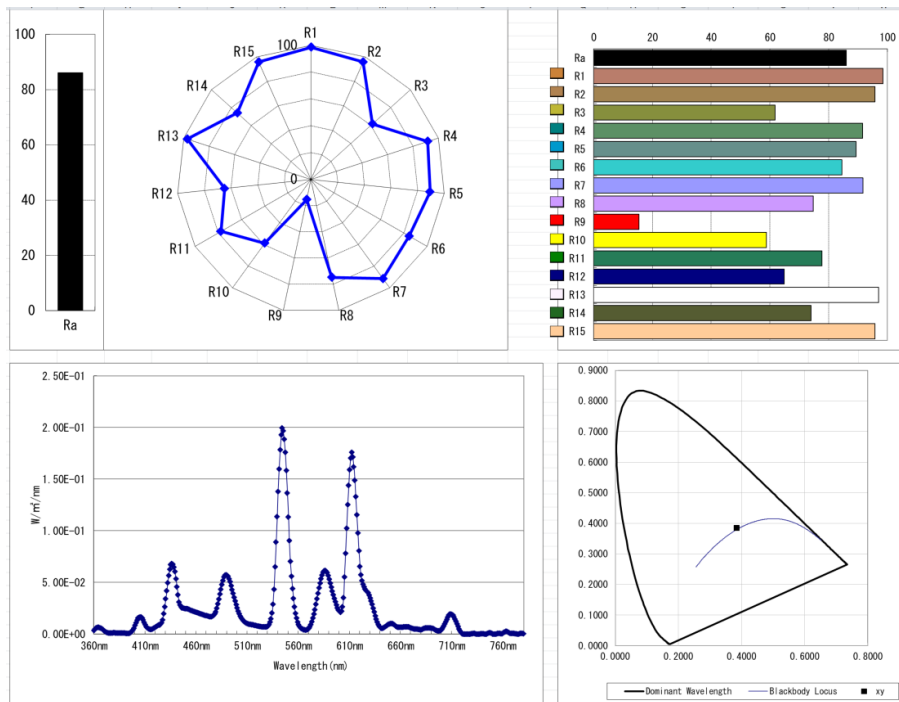 100
80
60
40
20
0
Ra
R1
R2
R3
R4
R5
R6
R7
R8
R9
R10
R11
R12
R13
R14
R15
100
0
0 20 40 60 80 100
Ra
R1
R2
R3
R4
R5
R6
R7
R8
R9
R10
R11
R12
R13
R14
R15
2.50E-01
2.00E-01
1.50E-01
1.00E-01
5.00E-02
0.00E+00
W/㎡/nm
360nm 410nm 460nm 510nm 560nm 610nm 660nm 710nm 760nm
Wavelength(nm)
0.9000
0.8000
0.7000
0.6000
0.5000
0.4000
0.3000
0.2000
0.1000
0.0000
0.0000 0.2000 0.4000 0.6000 0.8000
Dominant Wavelength Blackbody Locus xy